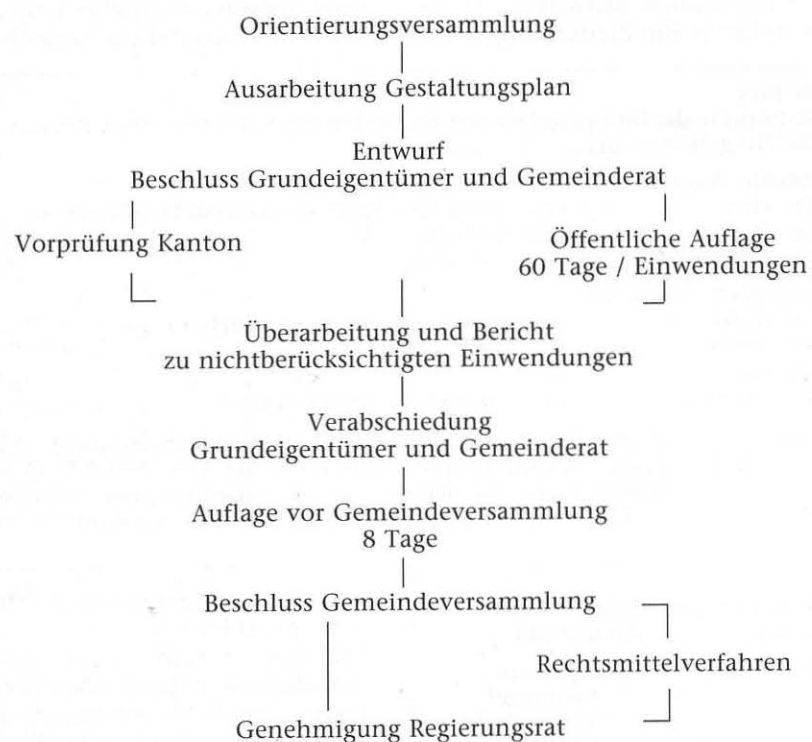 Orientierungsversammlung
Ausarbeitung Gestaltungsplan
Entwurf
Beschluss Grundeigentümer und Gemeinderat
Vorprüfung Kanton
Öffentliche Auflage
60 Tage / Einwendungen
Überarbeitung und Bericht
zu nichtberücksichtigten Einwendungen
Verabschiedung
Grundeigentümer und Gemeinderat
Auflage vor Gemeindeversammlung
8 Tage
Beschluss Gemeindeversammlung
Rechtsmittelverfahren
Genehmigung Regierungsrat